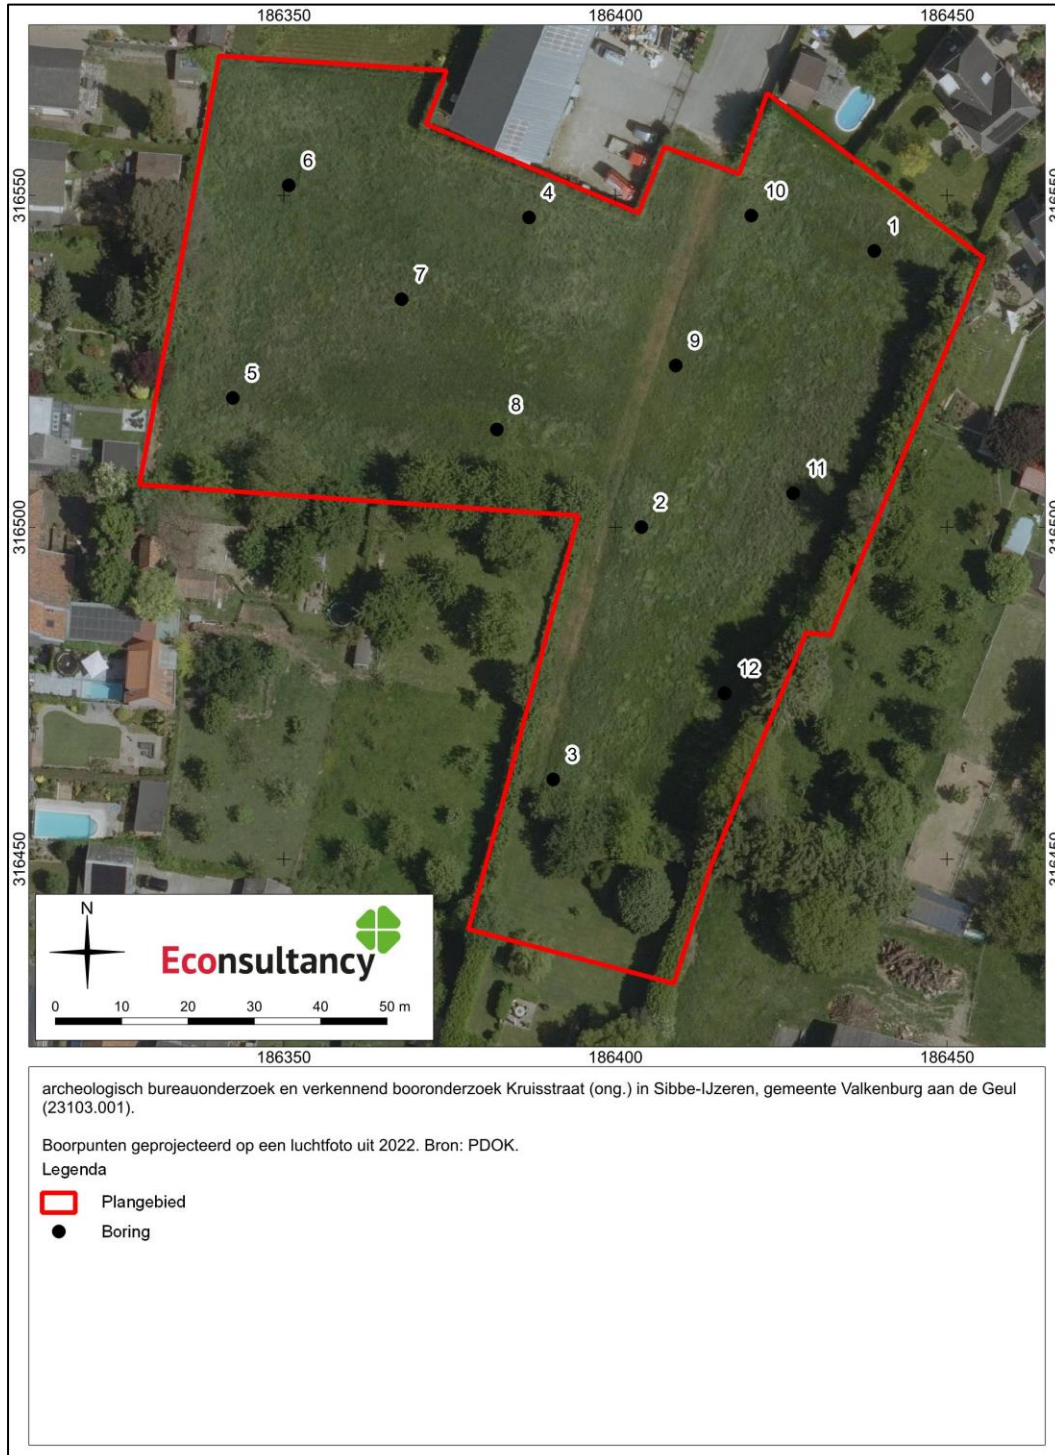 186350 186400 186450
316550 316550
316500 316500
316450 316450
6
4
10
1
7
9
5
8
11
2
12
3
N
Econsultancy
0 10 20 30 40 50 m
186350 186400 186450
archeologisch bureauonderzoek en verkennend booronderzoek Kruisstraat (ong.) in Sibbe-IJzeren, gemeente Valkenburg aan de Geul
(23103.001).
Boorpunten geprojecteerd op een luchtfoto uit 2022. Bron: PDOK.
Legenda
Plangebied
Boring